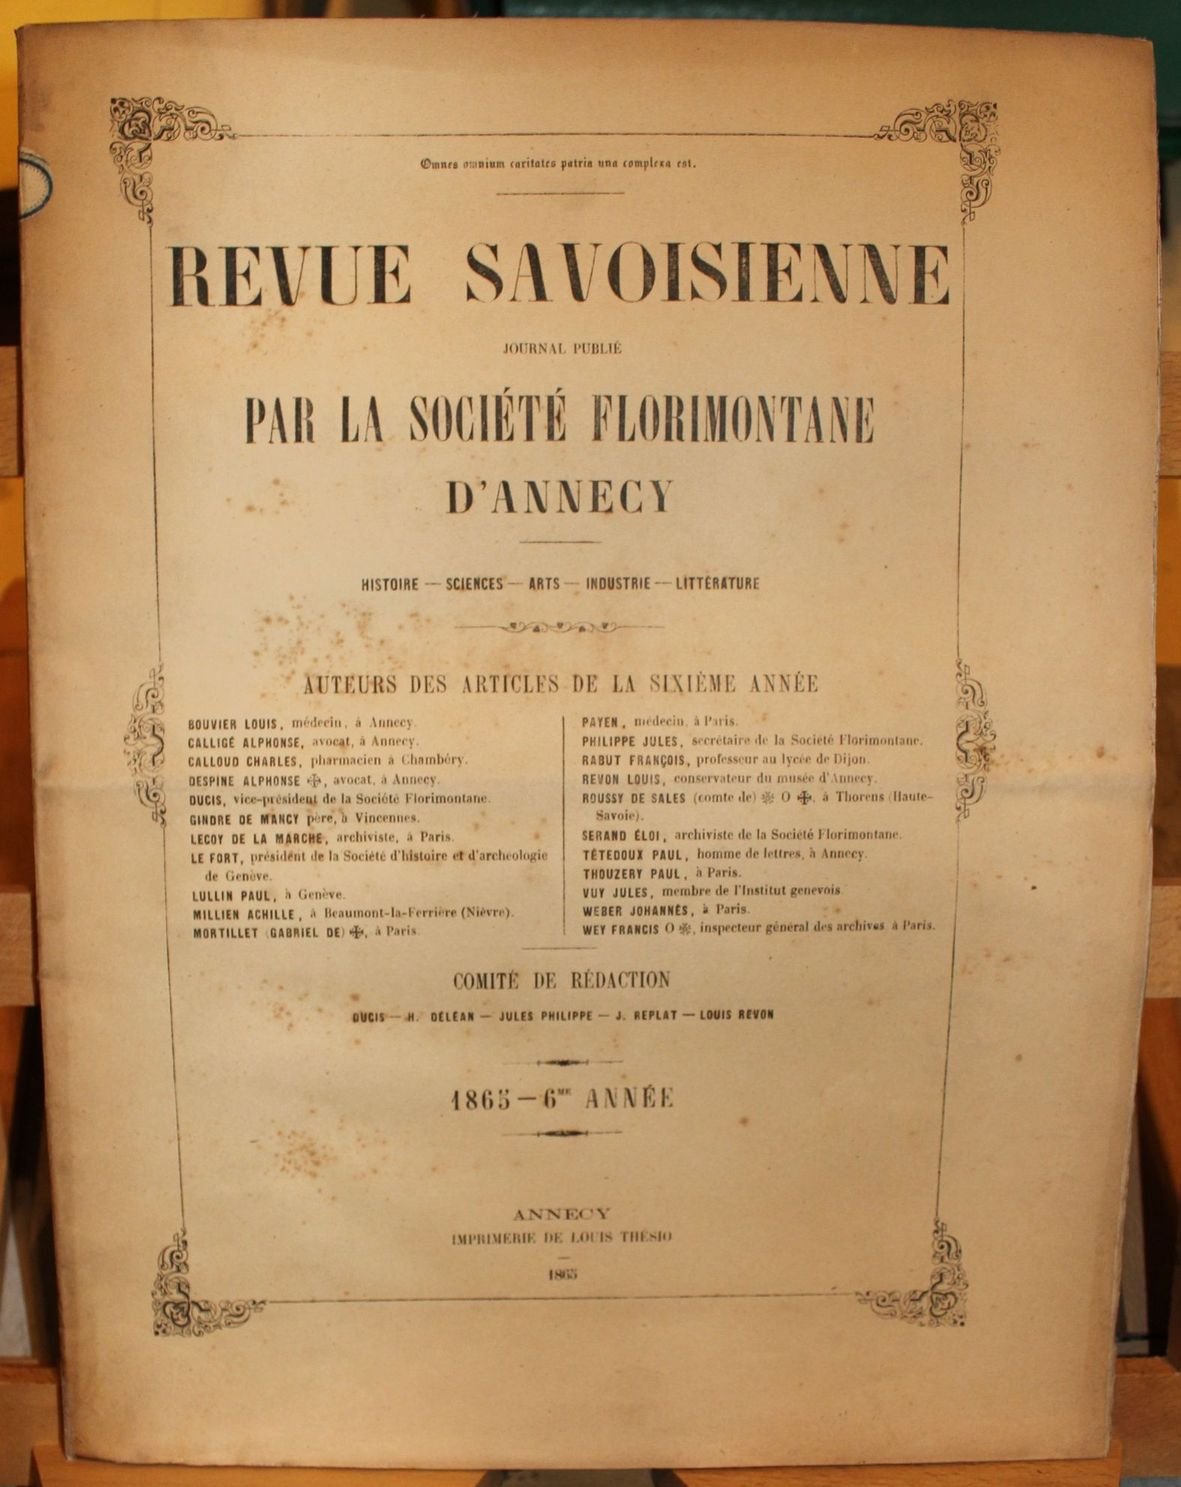 Omnes omnium caritates patria una complexa est.
REVUE SAVOISIENNE
JOURNAL PUBLIÉ
PAR LA SOCIÉTÉ FLORIMONTANE
D'ANNECY
HISTOIRE — SCIENCES — ARTS — INDUSTRIE — LITTÉRATURE
AUTEURS DES ARTICLES DE LA SIXIÈME ANNÉE
BOUVIER LOUIS, médecin, à Annecy.
CALLIGÉ ALPHONSE, avocat, à Annecy.
CALLOUD CHARLES, pharmacien à Chambéry.
DESPINE ALPHONSE ✠, avocat, à Annecy.
DUCIS, vice-président de la Société Florimontane.
GINDRE DE MANCY père, à Vincennes.
LECOY DE LA MARCHE, archiviste, à Paris.
LE FORT, président de la Société d'histoire et d'archeologie
de Genève.
LULLIN PAUL, à Genève.
MILLIEN ACHILLE, à Beaumont-la-Ferrière (Nièvre).
MORTILLET (GABRIEL DE) ✠, à Paris.
PAYEN, médecin, à Paris.
PHILIPPE JULES, secrétaire de la Société Florimontane.
RABUT FRANÇOIS, professeur au lycée de Dijon.
REVON LOUIS, conservateur du musée d'Annecy.
ROUSSY DE SALES (comte de) ❊ O ✠, à Thorens (Haute-
Savoie).
SERAND ÉLOI, archiviste de la Société Florimontane.
TÉTEDOUX PAUL, homme de lettres, à Annecy.
THOUZERY PAUL, à Paris.
VUY JULES, membre de l'Institut genevois
WEBER JOHANNÈS, à Paris.
WEY FRANCIS O ❊, inspecteur général des archives à Paris.
COMITÉ DE RÉDACTION
DUCIS — H. DÉLÉAN — JULES PHILIPPE — J. REPLAT — LOUIS REVON
1865 — 6ME ANNÉE
ANNECY
IMPRIMERIE DE LOUIS THÉSIO
1865